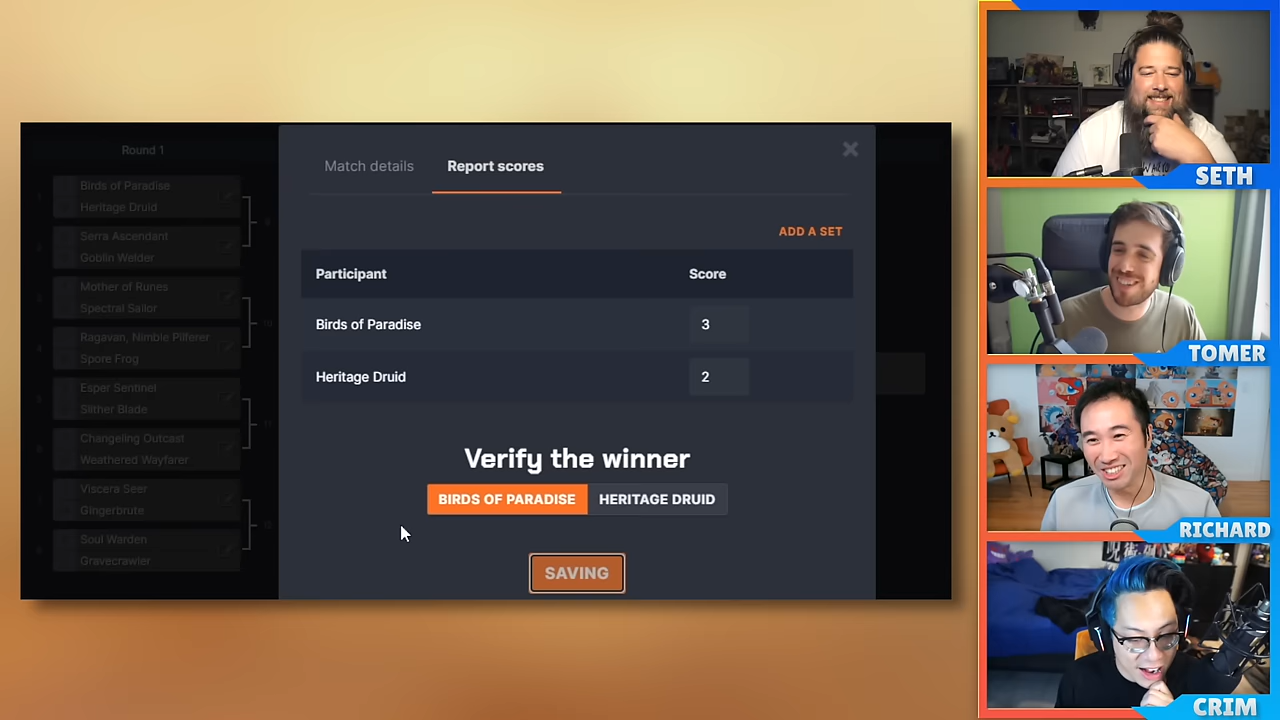 Round 1
Birds of Paradise
Heritage Druid
Serra Ascendant
Goblin Welder
Mother of Runes
Spectral Sailor
Ragavan, Nimble Pilferer
Spore Frog
Esper Sentinel
Slither Blade
Changeling Outcast
Weathered Wayfarer
Viscera Seer
Gingerbrute
Soul Warden
Gravecrawler
Match details
Report scores
ADD A SET
Participant Score
Birds of Paradise 3
Heritage Druid 2
Verify the winner
BIRDS OF PARADISE HERITAGE DRUID
SAVING
SETH
TOMER
RICHARD
CRIM